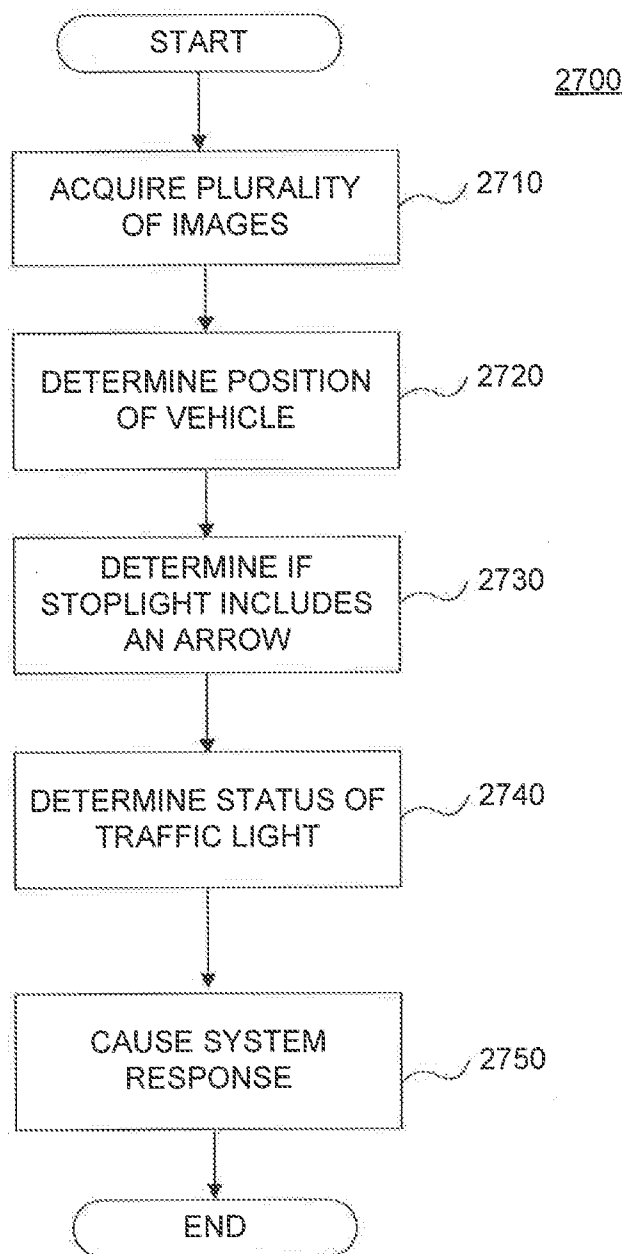 START
2700
ACQUIRE PLURALITY
OF IMAGES
2710
DETERMINE POSITION
OF VEHICLE
2720
DETERMINE IF
STOPLIGHT INCLUDES
AN ARROW
2730
DETERMINE STATUS OF
TRAFFIC LIGHT
2740
CAUSE SYSTEM
RESPONSE
2750
END